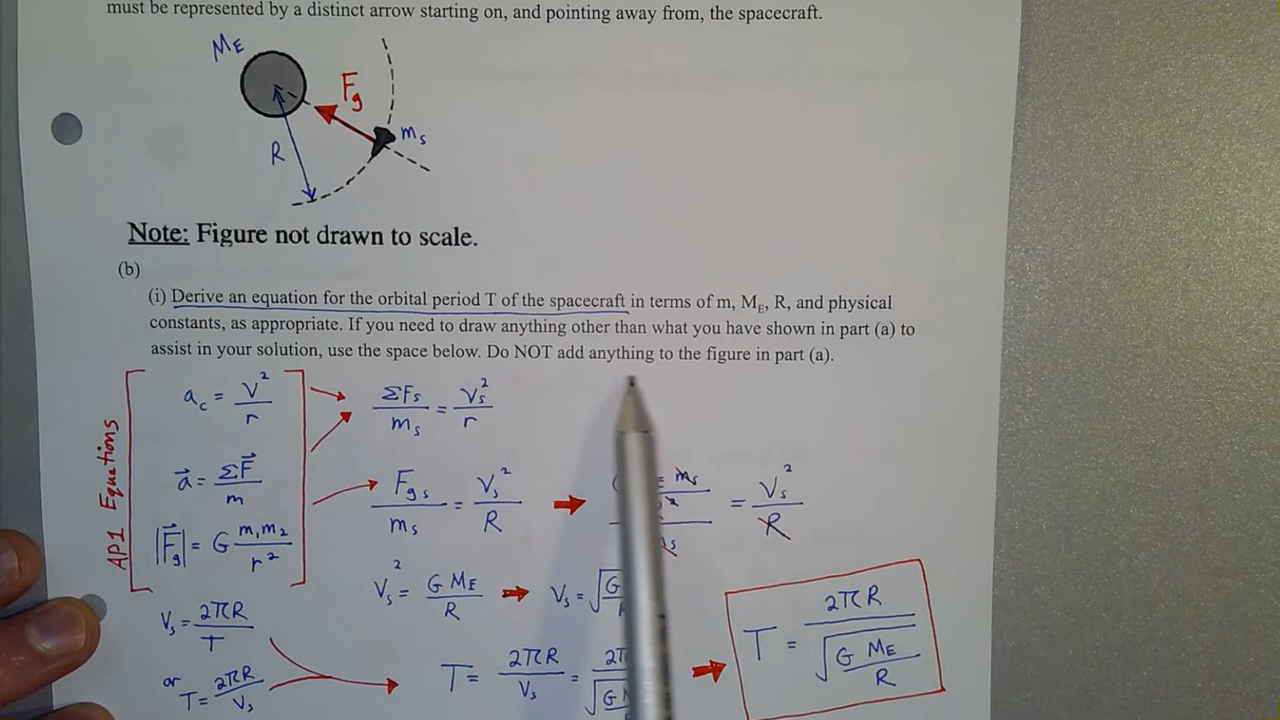 must be represented by a distinct arrow starting on, and pointing away from, the spacecraft.
M_E
F_g
m_s
R
Note: Figure not drawn to scale.
(b)
(i) Derive an equation for the orbital period T of the spacecraft in terms of m, M_E, R, and physical
constants, as appropriate. If you need to draw anything other than what you have shown in part (a) to
assist in your solution, use the space below. Do NOT add anything to the figure in part (a).
AP1 Equations
a_c = v²/r
ΣF_s/m_s = v_s²/r
a⃗ = ΣF⃗/m
F_gs/m_s = v_s²/R
= v_s²/R
|F⃗_g| = G m₁m₂/r²
v_s² = G M_E/R
v_s = √G
v_s = 2πR/T
or T = 2πR/v_s
T = 2πR/v_s =
T = 2πR/√(G M_E/R)